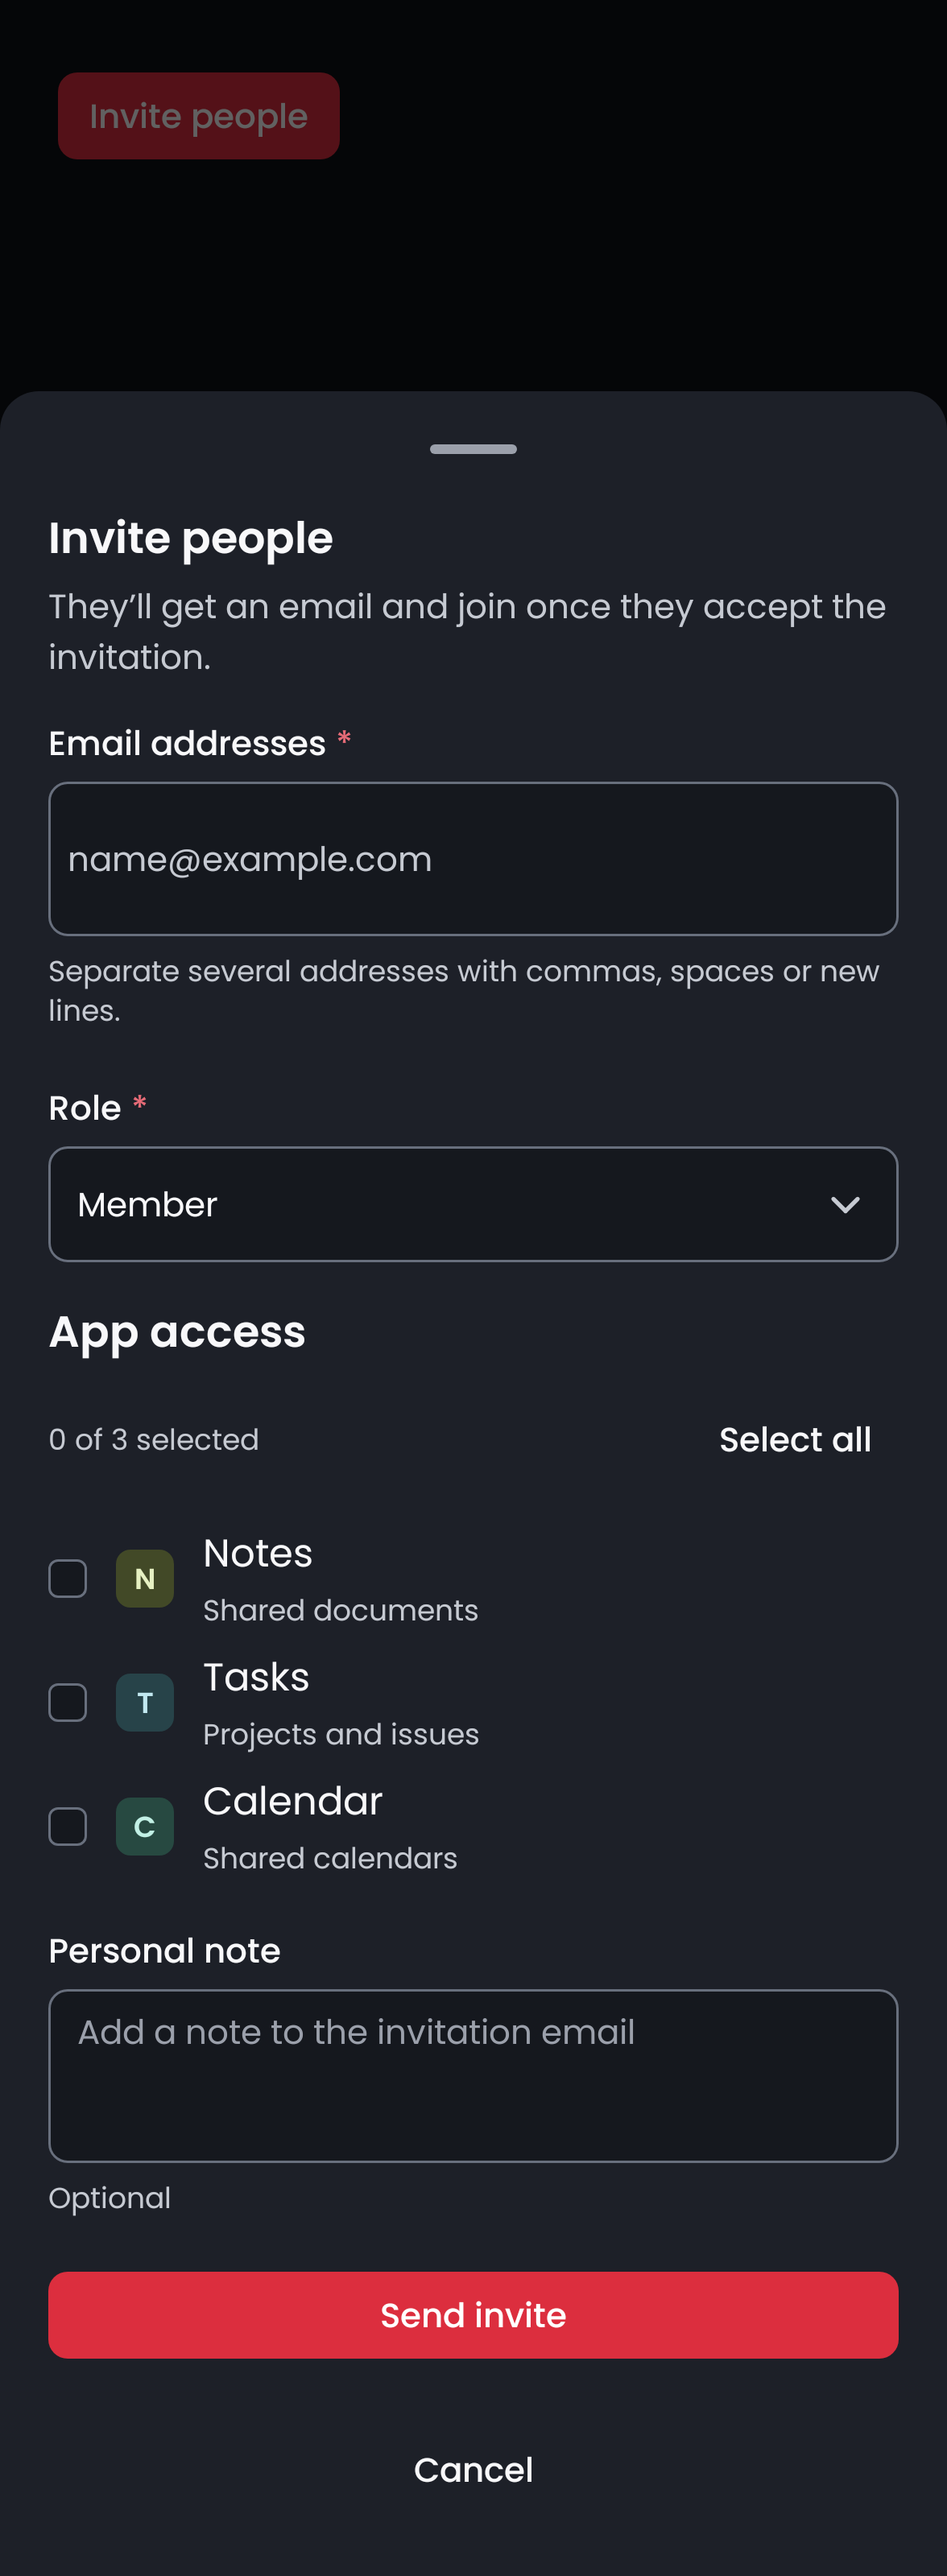 Invite people
Invite people
They’ll get an email and join once they accept the
invitation.
Email addresses *
name@example.com
Separate several addresses with commas, spaces or new
lines.
Role *
Member
App access
0 of 3 selected
Select all
N
Notes
Shared documents
T
Tasks
Projects and issues
C
Calendar
Shared calendars
Personal note
Add a note to the invitation email
Optional
Send invite
Cancel